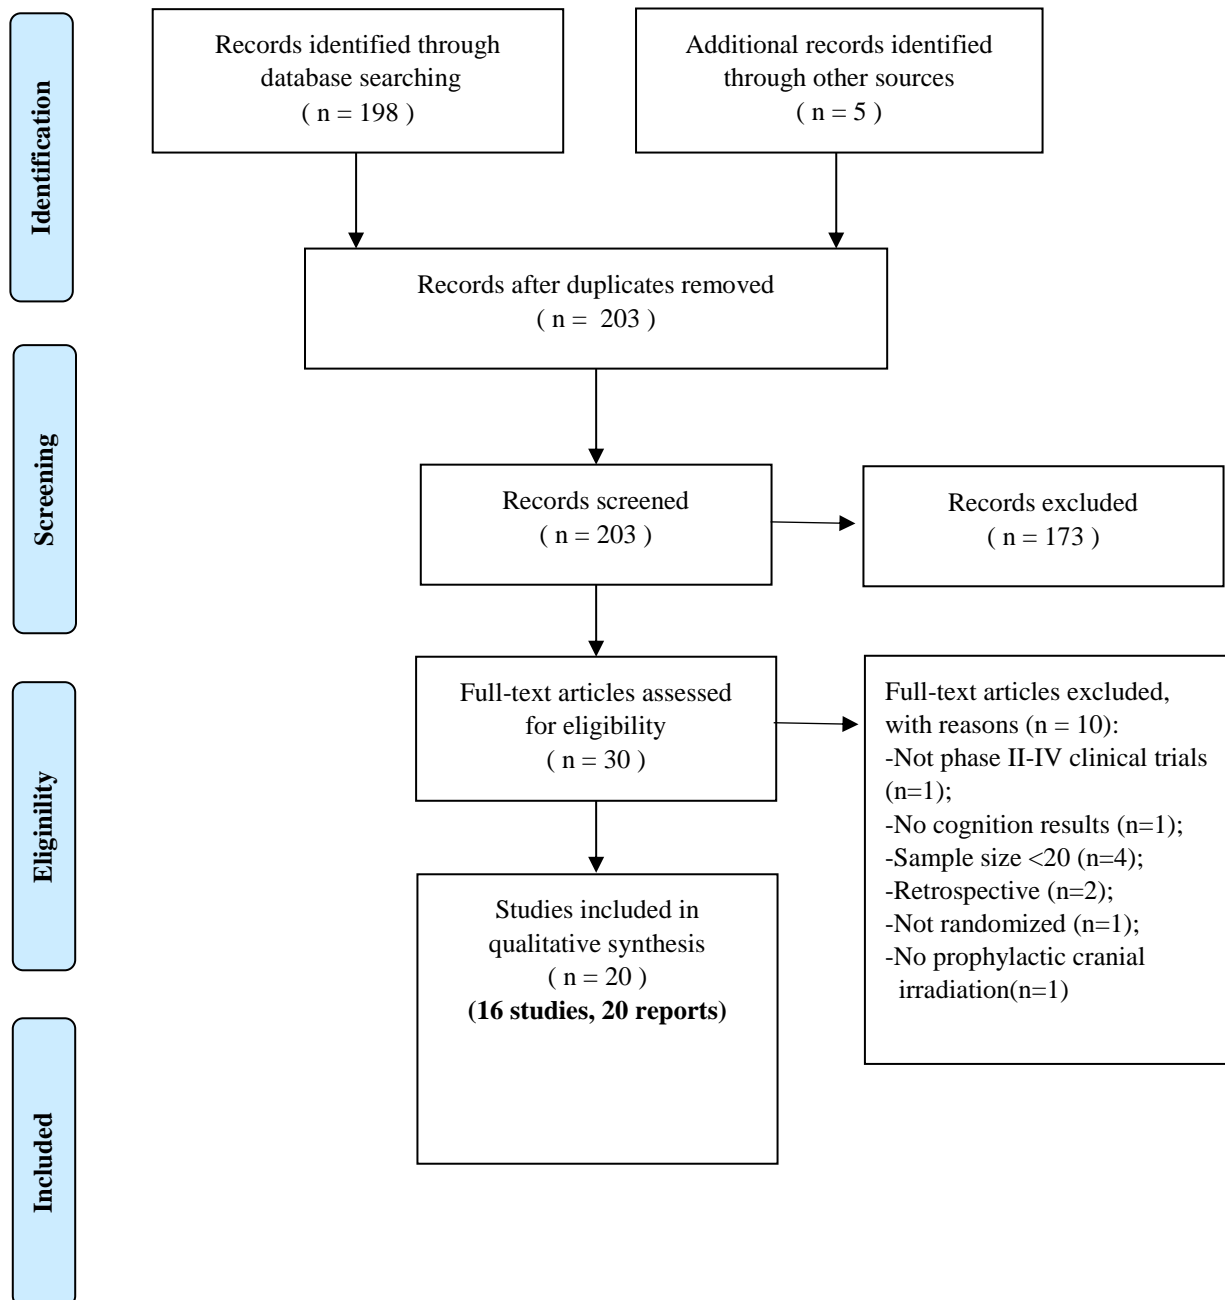 Identification
Records identified through
database searching
( n = 198 )
Additional records identified
through other sources
( n = 5 )
Records after duplicates removed
( n =  203 )
Screening
Records screened
( n = 203 )
Records excluded
( n = 173 )
Eliginility
Full-text articles assessed
for eligibility
( n = 30 )
Full-text articles excluded,
with reasons (n = 10):
-Not phase II-IV clinical trials
(n=1);
-No cognition results (n=1);
-Sample size <20 (n=4);
-Retrospective (n=2);
-Not randomized (n=1);
-No prophylactic cranial
irradiation(n=1)
Included
Studies included in
qualitative synthesis
( n = 20 )
(16 studies, 20 reports)